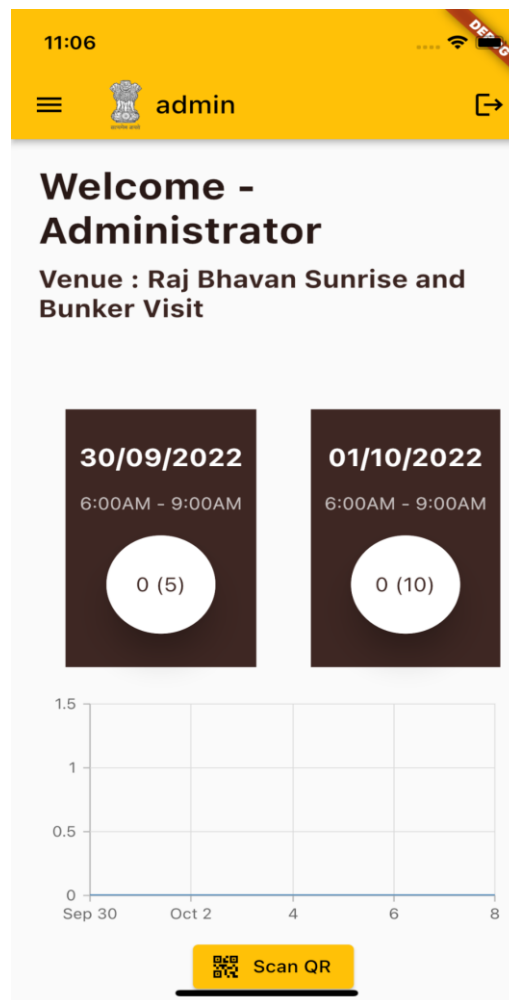 11:06
DEBUG
admin
Welcome -
Administrator
Venue : Raj Bhavan Sunrise and
Bunker Visit
30/09/2022
01/10/2022
6:00AM - 9:00AM
6:00AM - 9:00AM
0 (5)
0 (10)
1.5
1
0.5
0
Sep 30 Oct 2 4 6 8
Scan QR